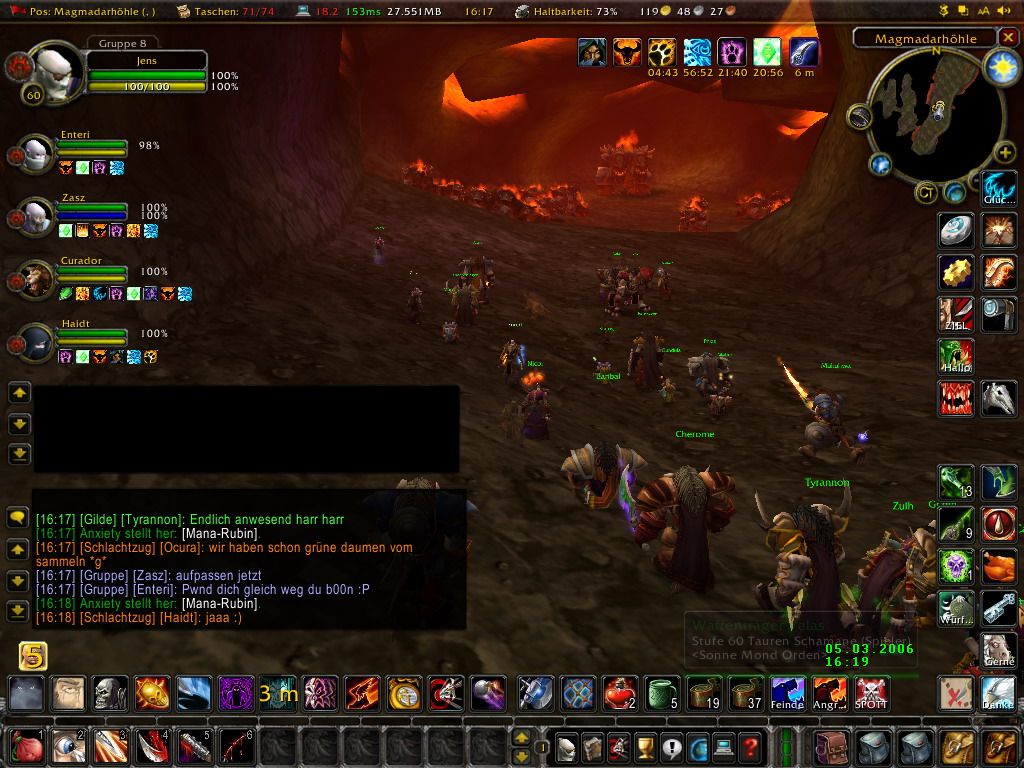 Pos: Magmadarhöhle (, )
Taschen: 71/74
18.2 153ms 27.551MB
16:17
Haltbarkeit: 73%
119 48 27
Gruppe 8
Jens
100%
100/100
100%
60
04:43 56:52 21:40 20:56 6 m
Magmadarhöhle
N
Enteri
98%
Zasz
100%
100%
Curador
100%
Haidt
100%
CT
Glüc...
ZIEL
Hallo
Nico
Baribal
Cherome
Tyrannon
Zulh
13
9
1
Würf...
Gerne
[16:17] [Gilde] [Tyrannon]: Endlich anwesend harr harr
[16:17] Anxiety stellt her: [Mana-Rubin].
[16:17] [Schlachtzug] [Ocura]: wir haben schon grüne daumen vom
sammeln *g*
[16:17] [Gruppe] [Zasz]: aufpassen jetzt
[16:17] [Gruppe] [Enteri]: Pwnd dich gleich weg du b00n :P
[16:18] Anxiety stellt her: [Mana-Rubin].
[16:18] [Schlachtzug] [Haidt]: jaaa :)
Stufe 60 Tauren Schamane (Spieler)
<Sonne Mond Orden>
05.03.2006
16:19
5
3 m
2
5
19
37
Feinde
Angr...
SPOTT
Danke
1 2 3 4 5 6
1